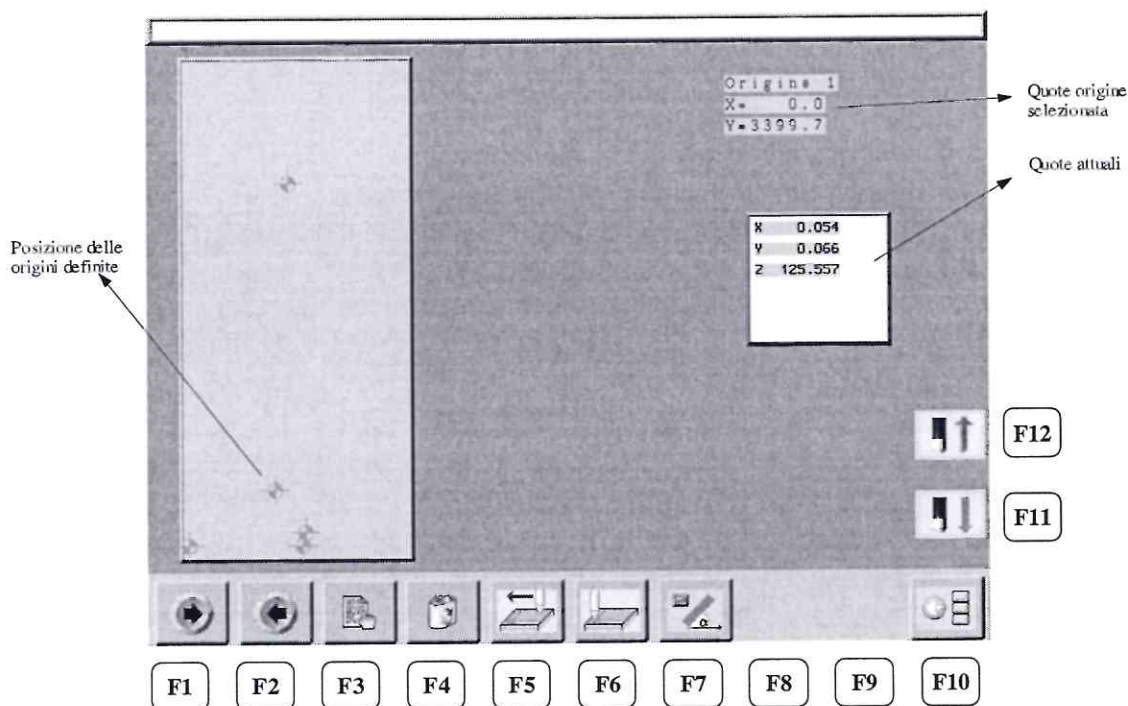 Origine 1
X= 0.0
Y=3399.7
Quote origine
selezionata
Quote attuali
X 0.054
Y 0.066
Z 125.557
Posizione delle
origini definite
F12
F11
α
F1 F2 F3 F4 F5 F6 F7 F8 F9 F10